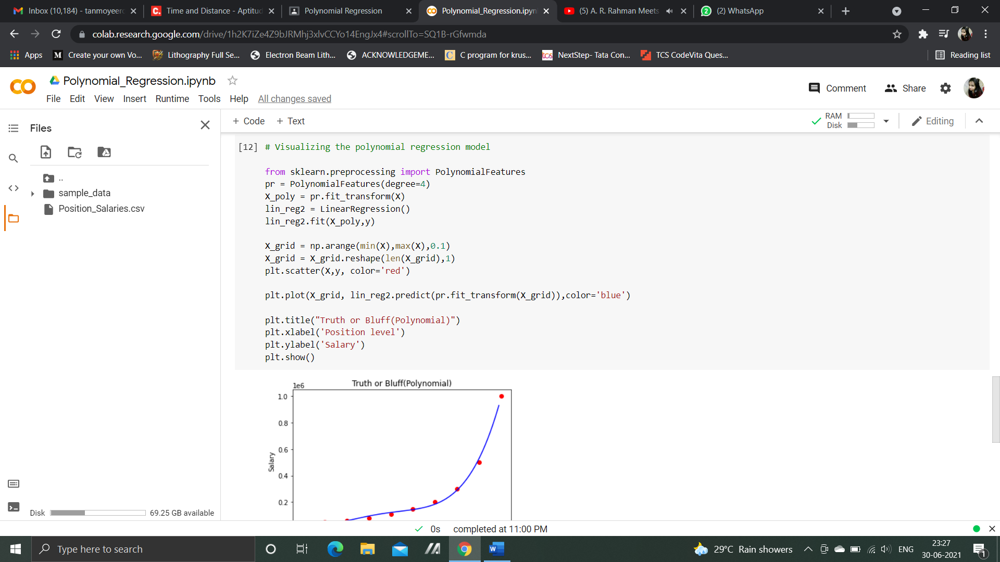 Inbox (10,184) - tanmoyeerc
Time and Distance - Aptitud
Polynomial Regression
Polynomial_Regression.ipyn
(5) A. R. Rahman Meets
(2) WhatsApp
colab.research.google.com/drive/1h2K7iZe4Z9bJRMhj3xlvCCYo14EngJx4#scrollTo=SQ1B-rGfwmda
Apps
M Create your own Vo...
Lithography Full Se...
Electron Beam Lith...
ACKNOWLEDGEME...
C C program for krus...
tcs NextStep- Tata Con...
TCS CodeVita Ques...
Reading list
Polynomial_Regression.ipynb
File Edit View Insert Runtime Tools Help All changes saved
Comment Share
Files
+ Code + Text
RAM
Disk
Editing
..
sample_data
Position_Salaries.csv
[12] # Visualizing the polynomial regression model
from sklearn.preprocessing import PolynomialFeatures
pr = PolynomialFeatures(degree=4)
X_poly = pr.fit_transform(X)
lin_reg2 = LinearRegression()
lin_reg2.fit(X_poly,y)
X_grid = np.arange(min(X),max(X),0.1)
X_grid = X_grid.reshape(len(X_grid),1)
plt.scatter(X,y, color='red')
plt.plot(X_grid, lin_reg2.predict(pr.fit_transform(X_grid)),color='blue')
plt.title("Truth or Bluff(Polynomial)")
plt.xlabel('Position level')
plt.ylabel('Salary')
plt.show()
Truth or Bluff(Polynomial)
1e6
1.0
0.8
0.6
0.4
0.2
Salary
Disk 69.25 GB available
0s completed at 11:00 PM
Type here to search
29°C Rain showers
ENG
23:27
30-06-2021
1